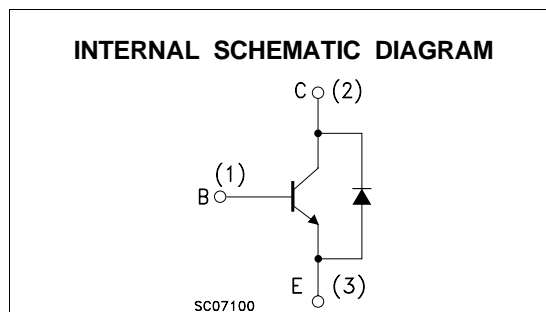 INTERNAL SCHEMATIC DIAGRAM
C (2)
(1)
B
E (3)
SC07100